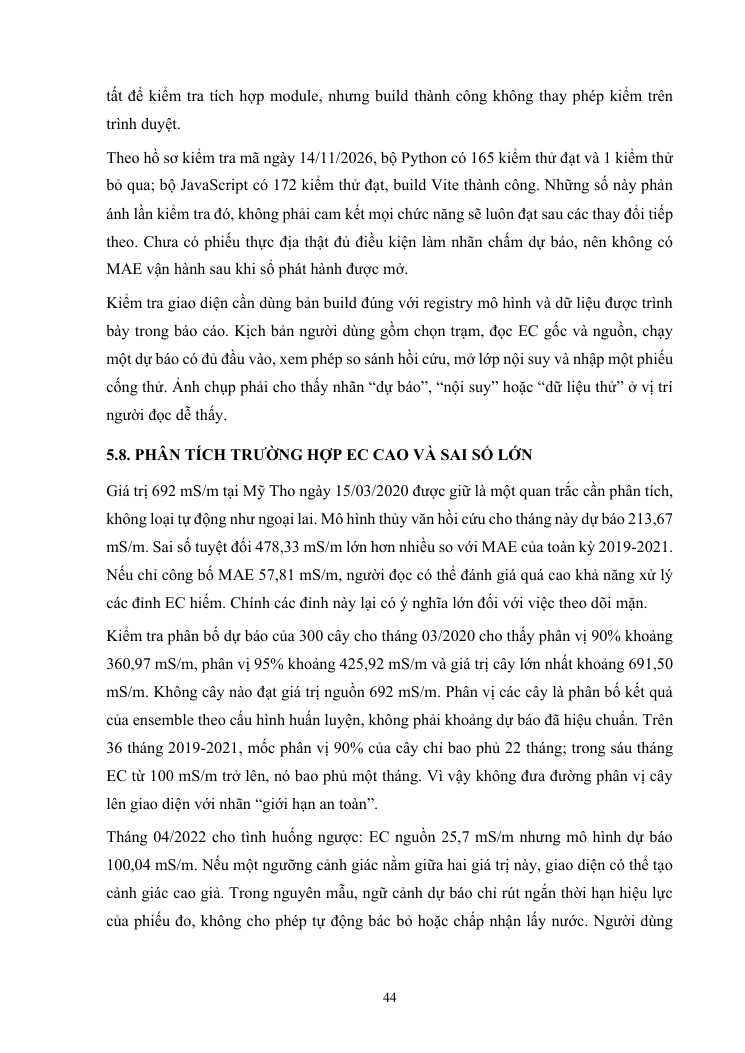 tất để kiểm tra tích hợp module, nhưng build thành công không thay phép kiểm trên
trình duyệt.
Theo hồ sơ kiểm tra mã ngày 14/11/2026, bộ Python có 165 kiểm thử đạt và 1 kiểm thử
bỏ qua; bộ JavaScript có 172 kiểm thử đạt, build Vite thành công. Những số này phản
ánh lần kiểm tra đó, không phải cam kết mọi chức năng sẽ luôn đạt sau các thay đổi tiếp
theo. Chưa có phiếu thực địa thật đủ điều kiện làm nhãn chấm dự báo, nên không có
MAE vận hành sau khi sổ phát hành được mở.
Kiểm tra giao diện cần dùng bản build đúng với registry mô hình và dữ liệu được trình
bày trong báo cáo. Kịch bản người dùng gồm chọn trạm, đọc EC gốc và nguồn, chạy
một dự báo có đủ đầu vào, xem phép so sánh hồi cứu, mở lớp nội suy và nhập một phiếu
cống thử. Ảnh chụp phải cho thấy nhãn “dự báo”, “nội suy” hoặc “dữ liệu thử” ở vị trí
người đọc dễ thấy.
5.8. PHÂN TÍCH TRƯỜNG HỢP EC CAO VÀ SAI SỐ LỚN
Giá trị 692 mS/m tại Mỹ Tho ngày 15/03/2020 được giữ là một quan trắc cần phân tích,
không loại tự động như ngoại lai. Mô hình thủy văn hồi cứu cho tháng này dự báo 213,67
mS/m. Sai số tuyệt đối 478,33 mS/m lớn hơn nhiều so với MAE của toàn kỳ 2019-2021.
Nếu chỉ công bố MAE 57,81 mS/m, người đọc có thể đánh giá quá cao khả năng xử lý
các đỉnh EC hiếm. Chính các đỉnh này lại có ý nghĩa lớn đối với việc theo dõi mặn.
Kiểm tra phân bố dự báo của 300 cây cho tháng 03/2020 cho thấy phân vị 90% khoảng
360,97 mS/m, phân vị 95% khoảng 425,92 mS/m và giá trị cây lớn nhất khoảng 691,50
mS/m. Không cây nào đạt giá trị nguồn 692 mS/m. Phân vị các cây là phân bố kết quả
của ensemble theo cấu hình huấn luyện, không phải khoảng dự báo đã hiệu chuẩn. Trên
36 tháng 2019-2021, mốc phân vị 90% của cây chỉ bao phủ 22 tháng; trong sáu tháng
EC từ 100 mS/m trở lên, nó bao phủ một tháng. Vì vậy không đưa đường phân vị cây
lên giao diện với nhãn “giới hạn an toàn”.
Tháng 04/2022 cho tình huống ngược: EC nguồn 25,7 mS/m nhưng mô hình dự báo
100,04 mS/m. Nếu một ngưỡng cảnh giác nằm giữa hai giá trị này, giao diện có thể tạo
cảnh giác cao giả. Trong nguyên mẫu, ngữ cảnh dự báo chỉ rút ngắn thời hạn hiệu lực
của phiếu đo, không cho phép tự động bác bỏ hoặc chấp nhận lấy nước. Người dùng
44